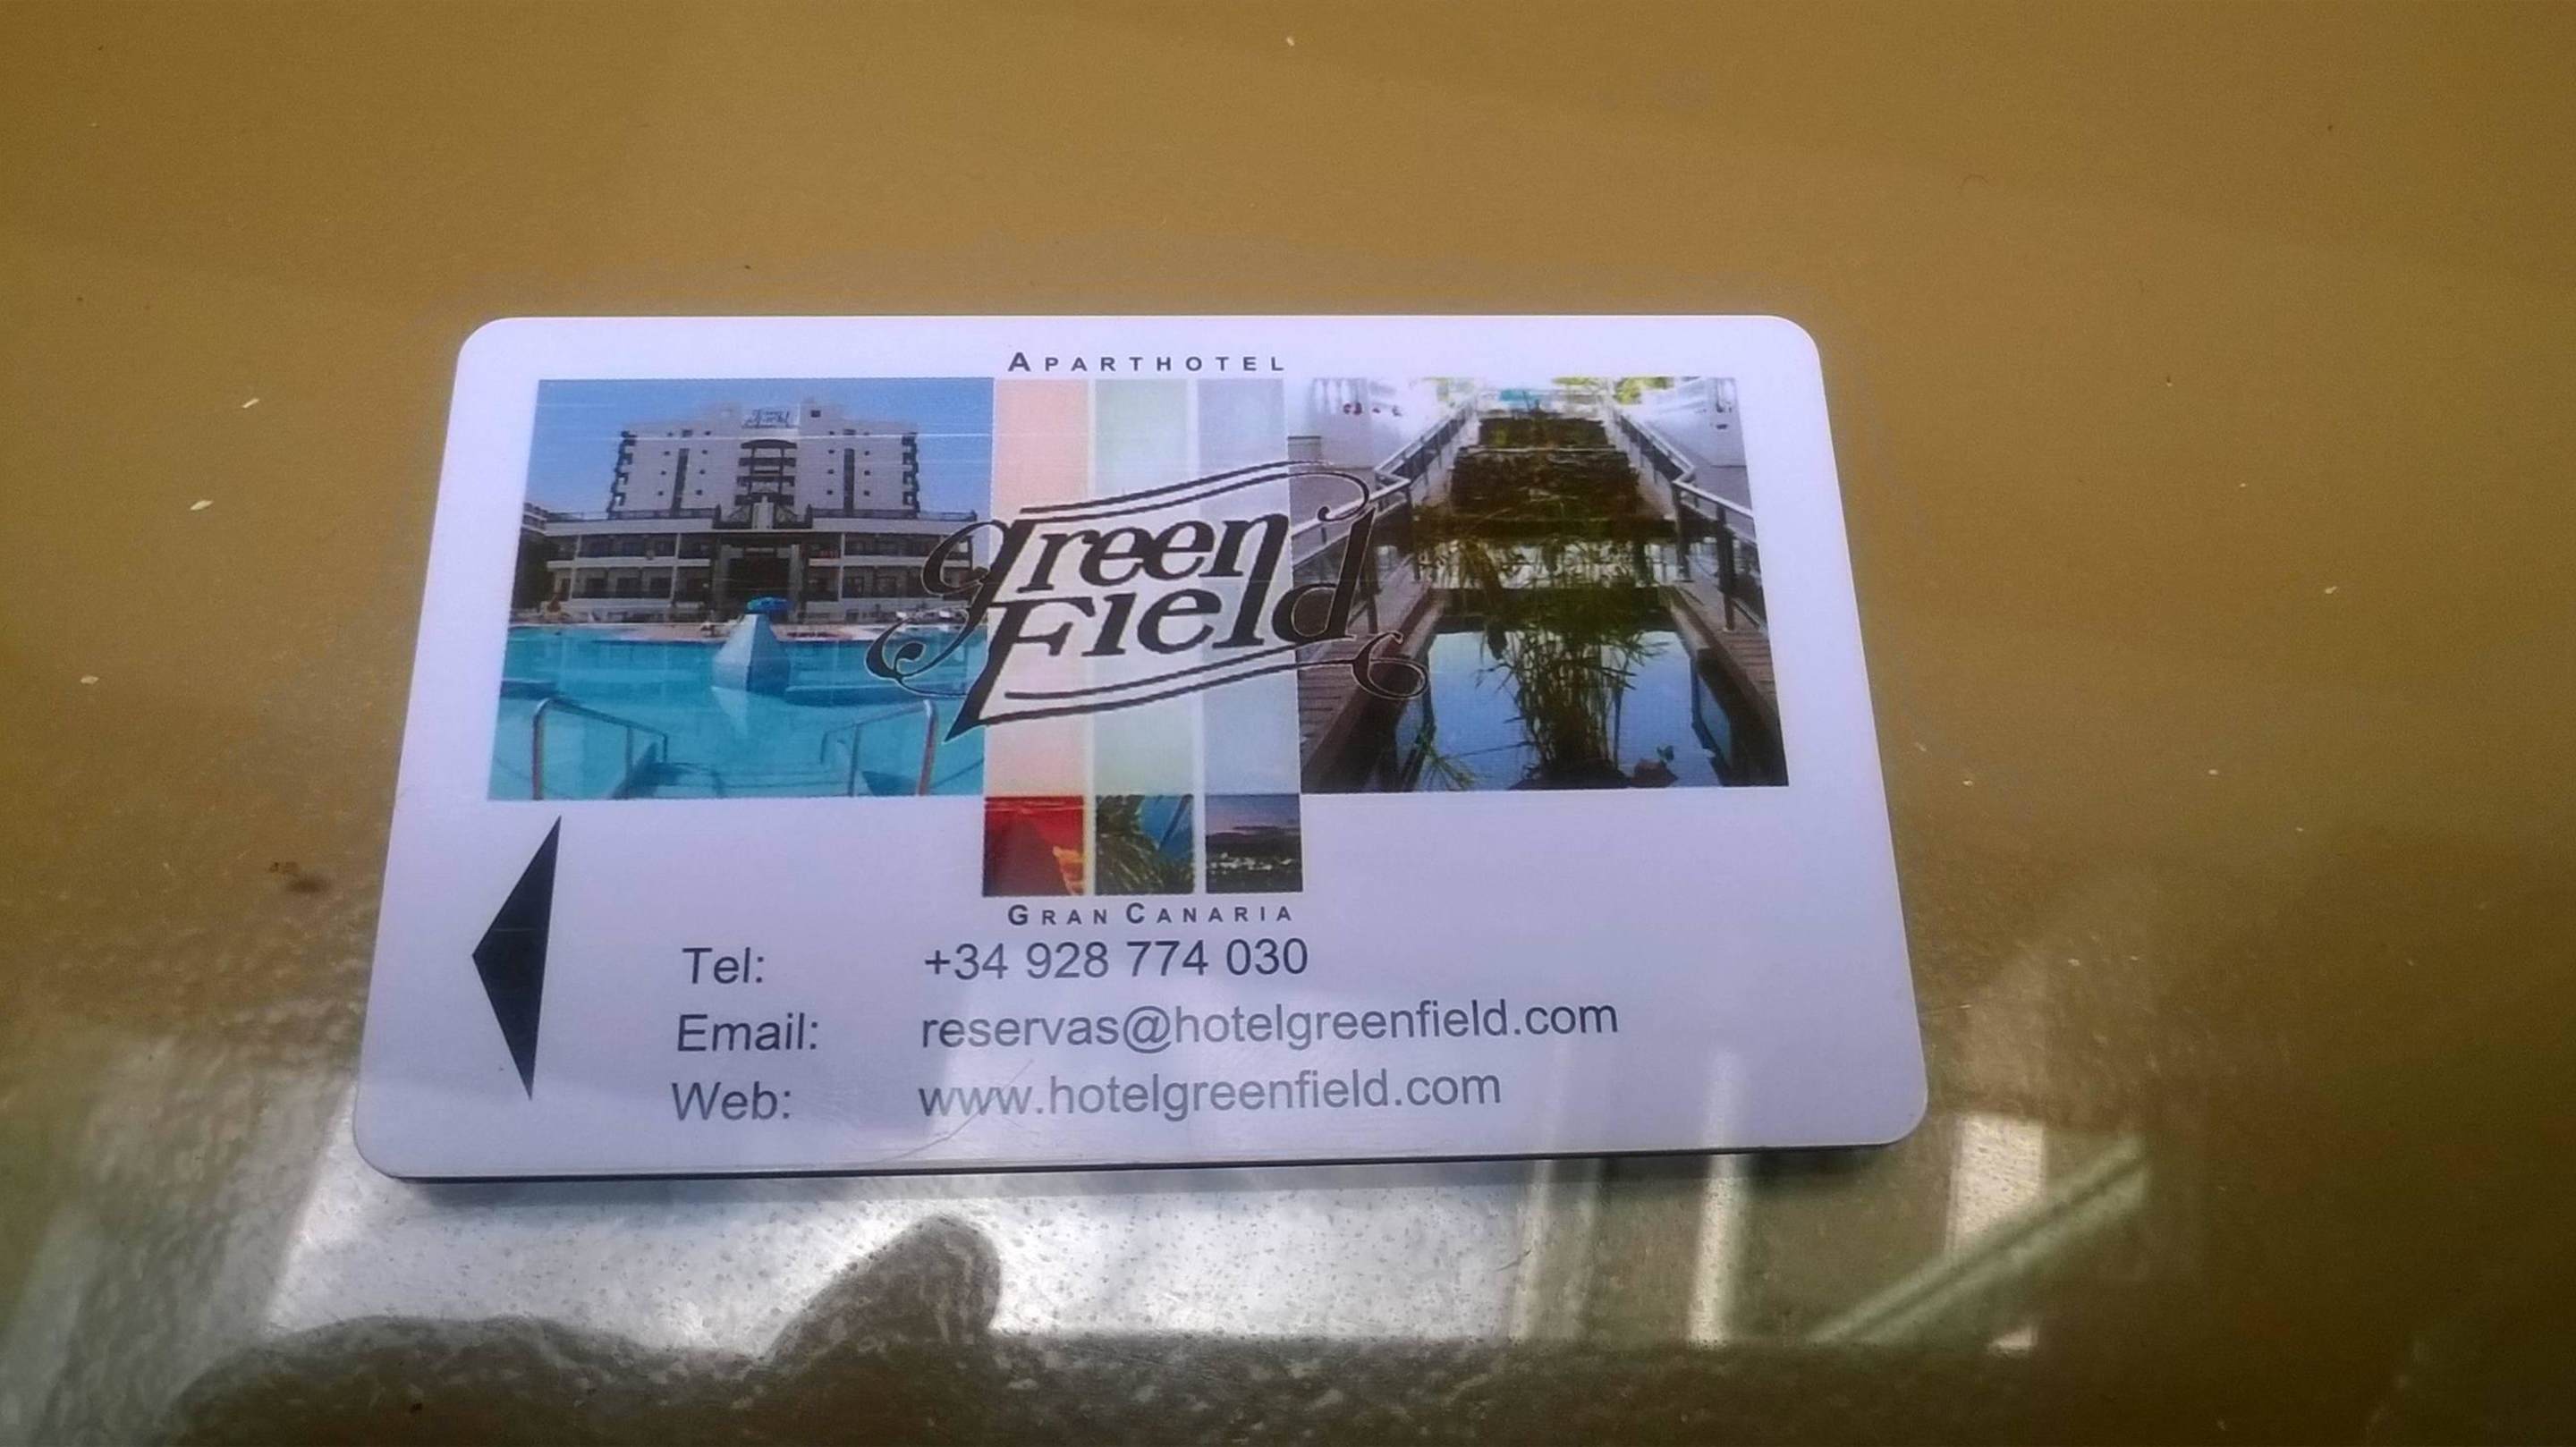 APARTHOTEL
green
Field
GRAN CANARIA
Tel: +34 928 774 030
Email: reservas@hotelgreenfield.com
Web: www.hotelgreenfield.com